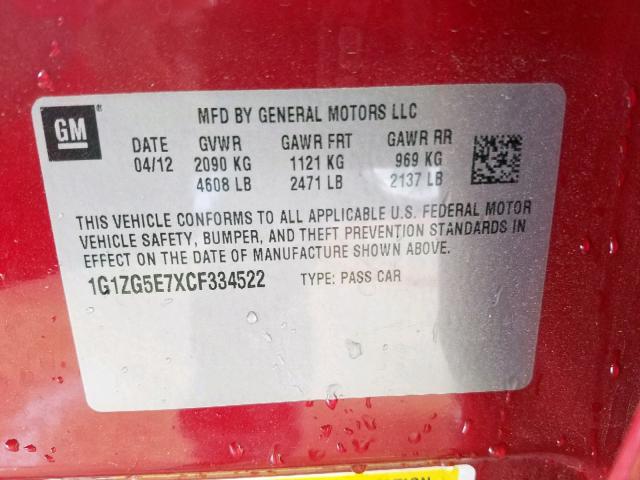 GM
MFD BY GENERAL MOTORS LLC
DATE GVWR GAWR FRT GAWR RR
04/12 2090 KG 1121 KG 969 KG
4608 LB 2471 LB 2137 LB
THIS VEHICLE CONFORMS TO ALL APPLICABLE U.S. FEDERAL MOTOR
VEHICLE SAFETY, BUMPER, AND THEFT PREVENTION STANDARDS IN
EFFECT ON THE DATE OF MANUFACTURE SHOWN ABOVE.
1G1ZG5E7XCF334522 TYPE: PASS CAR